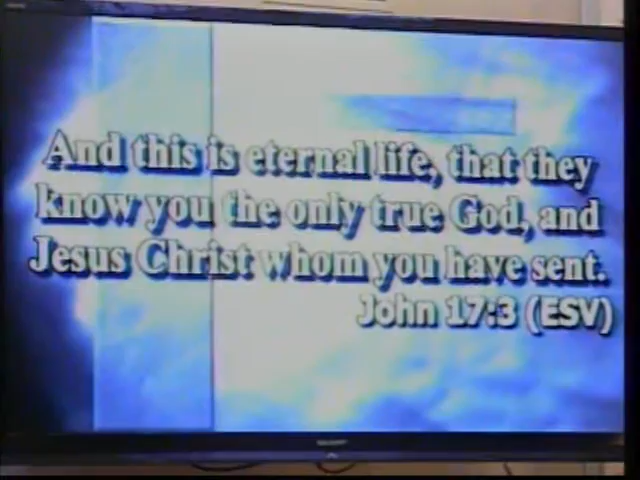 And this is eternal life, that they
know you the only true God, and
Jesus Christ whom you have sent.
John 17:3 (ESV)